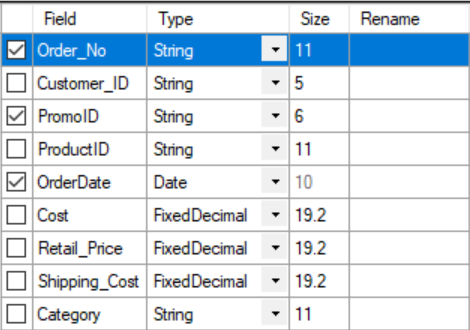 Field Type Size Rename
Order_No String 11
Customer_ID String 5
PromoID String 6
ProductID String 11
OrderDate Date 10
Cost FixedDecimal 19.2
Retail_Price FixedDecimal 19.2
Shipping_Cost FixedDecimal 19.2
Category String 11